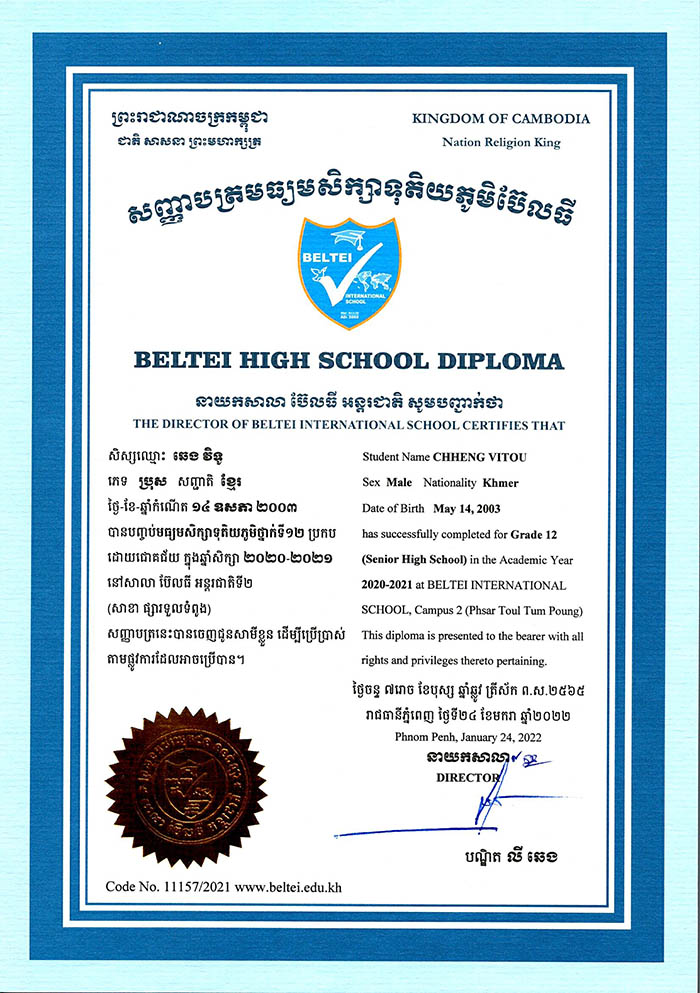 ព្រះរាជាណាចក្រកម្ពុជា
ជាតិ សាសនា ព្រះមហាក្សត្រ
KINGDOM OF CAMBODIA
Nation Religion King
សញ្ញាបត្រមធ្យមសិក្សាទុតិយភូមិប៊ែលធី
BELTEI
INTERNATIONAL
SCHOOL
BELTEI HIGH SCHOOL DIPLOMA
នាយកសាលា ប៊ែលធី អន្តរជាតិ សូមបញ្ជាក់ថា
THE DIRECTOR OF BELTEI INTERNATIONAL SCHOOL CERTIFIES THAT
សិស្សឈ្មោះ ឆេង វិទូ
ភេទ ប្រុស សញ្ជាតិ ខ្មែរ
ថ្ងៃ-ខែ-ឆ្នាំកំណើត ១៤ ឧសភា ២០០៣
បានបញ្ចប់មធ្យមសិក្សាទុតិយភូមិថ្នាក់ទី១២ ប្រកប
ដោយជោគជ័យ ក្នុងឆ្នាំសិក្សា ២០២០-២០២១
នៅសាលា ប៊ែលធី អន្តរជាតិទី២
(សាខា ផ្សារទួលទំពូង)
សញ្ញាបត្រនេះបានចេញជូនសាមីខ្លួន ដើម្បីប្រើប្រាស់
តាមផ្លូវការដែលអាចប្រើបាន។
Student Name CHHENG VITOU
Sex Male Nationality Khmer
Date of Birth May 14, 2003
has successfully completed for Grade 12
(Senior High School) in the Academic Year
2020-2021 at BELTEI INTERNATIONAL
SCHOOL, Campus 2 (Phsar Toul Tum Poung)
This diploma is presented to the bearer with all
rights and privileges thereto pertaining.
ថ្ងៃចន្ទ ៧រោច ខែបុស្ស ឆ្នាំឆ្លូវ ត្រីស័ក ព.ស.២៥៦៥
រាជធានីភ្នំពេញ ថ្ងៃទី២៤ ខែមករា ឆ្នាំ២០២២
Phnom Penh, January 24, 2022
នាយកសាលា
DIRECTOR
បណ្ឌិត លី ឆេង
Code No. 11157/2021 www.beltei.edu.kh